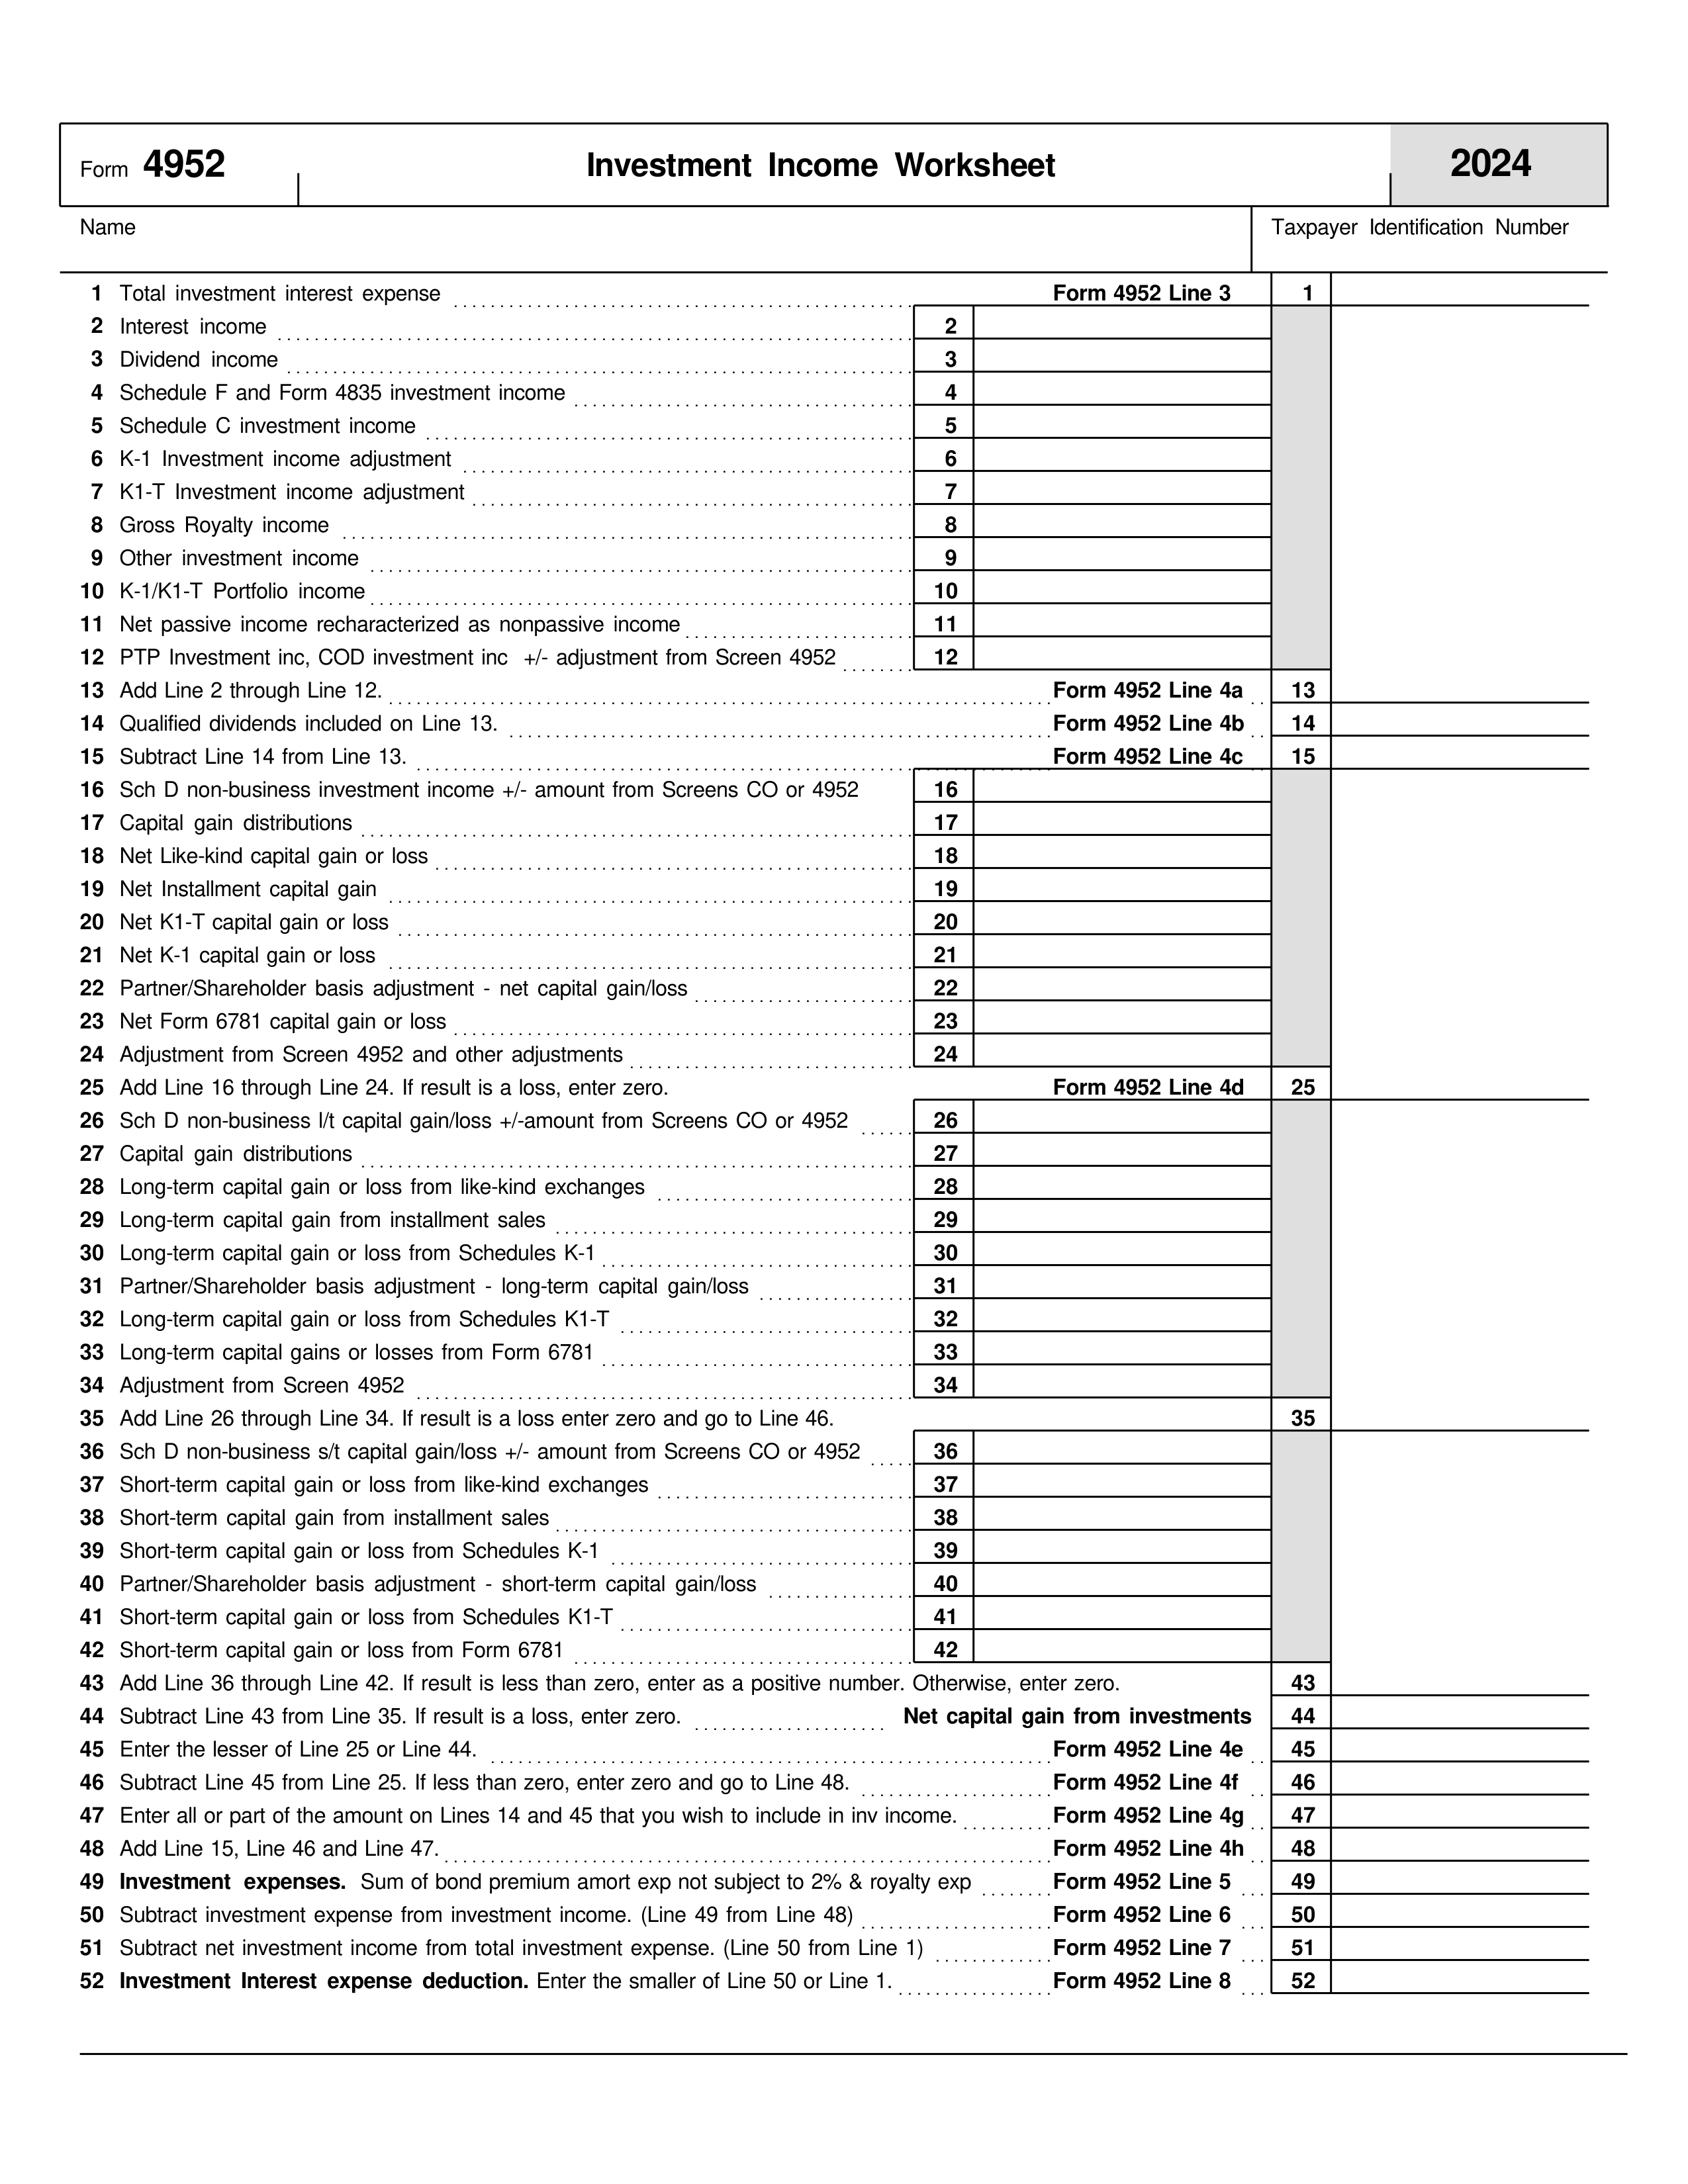 Form 4952 Investment Income Worksheet 2024
Name Taxpayer Identification Number
1 Total investment interest expense Form 4952 Line 3 1
2 Interest income 2
3 Dividend income 3
4 Schedule F and Form 4835 investment income 4
5 Schedule C investment income 5
6 K-1 Investment income adjustment 6
7 K1-T Investment income adjustment 7
8 Gross Royalty income 8
9 Other investment income 9
10 K-1/K1-T Portfolio income 10
11 Net passive income recharacterized as nonpassive income 11
12 PTP Investment inc, COD investment inc +/- adjustment from Screen 4952 12
13 Add Line 2 through Line 12. Form 4952 Line 4a 13
14 Qualified dividends included on Line 13. Form 4952 Line 4b 14
15 Subtract Line 14 from Line 13. Form 4952 Line 4c 15
16 Sch D non-business investment income +/- amount from Screens CO or 4952 16
17 Capital gain distributions 17
18 Net Like-kind capital gain or loss 18
19 Net Installment capital gain 19
20 Net K1-T capital gain or loss 20
21 Net K-1 capital gain or loss 21
22 Partner/Shareholder basis adjustment - net capital gain/loss 22
23 Net Form 6781 capital gain or loss 23
24 Adjustment from Screen 4952 and other adjustments 24
25 Add Line 16 through Line 24. If result is a loss, enter zero. Form 4952 Line 4d 25
26 Sch D non-business l/t capital gain/loss +/-amount from Screens CO or 4952 26
27 Capital gain distributions 27
28 Long-term capital gain or loss from like-kind exchanges 28
29 Long-term capital gain from installment sales 29
30 Long-term capital gain or loss from Schedules K-1 30
31 Partner/Shareholder basis adjustment - long-term capital gain/loss 31
32 Long-term capital gain or loss from Schedules K1-T 32
33 Long-term capital gains or losses from Form 6781 33
34 Adjustment from Screen 4952 34
35 Add Line 26 through Line 34. If result is a loss enter zero and go to Line 46. 35
36 Sch D non-business s/t capital gain/loss +/- amount from Screens CO or 4952 36
37 Short-term capital gain or loss from like-kind exchanges 37
38 Short-term capital gain from installment sales 38
39 Short-term capital gain or loss from Schedules K-1 39
40 Partner/Shareholder basis adjustment - short-term capital gain/loss 40
41 Short-term capital gain or loss from Schedules K1-T 41
42 Short-term capital gain or loss from Form 6781 42
43 Add Line 36 through Line 42. If result is less than zero, enter as a positive number. Otherwise, enter zero. 43
44 Subtract Line 43 from Line 35. If result is a loss, enter zero. Net capital gain from investments 44
45 Enter the lesser of Line 25 or Line 44. Form 4952 Line 4e 45
46 Subtract Line 45 from Line 25. If less than zero, enter zero and go to Line 48. Form 4952 Line 4f 46
47 Enter all or part of the amount on Lines 14 and 45 that you wish to include in inv income. Form 4952 Line 4g 47
48 Add Line 15, Line 46 and Line 47. Form 4952 Line 4h 48
49 Investment expenses. Sum of bond premium amort exp not subject to 2% & royalty exp Form 4952 Line 5 49
50 Subtract investment expense from investment income. (Line 49 from Line 48) Form 4952 Line 6 50
51 Subtract net investment income from total investment expense. (Line 50 from Line 1) Form 4952 Line 7 51
52 Investment Interest expense deduction. Enter the smaller of Line 50 or Line 1. Form 4952 Line 8 52